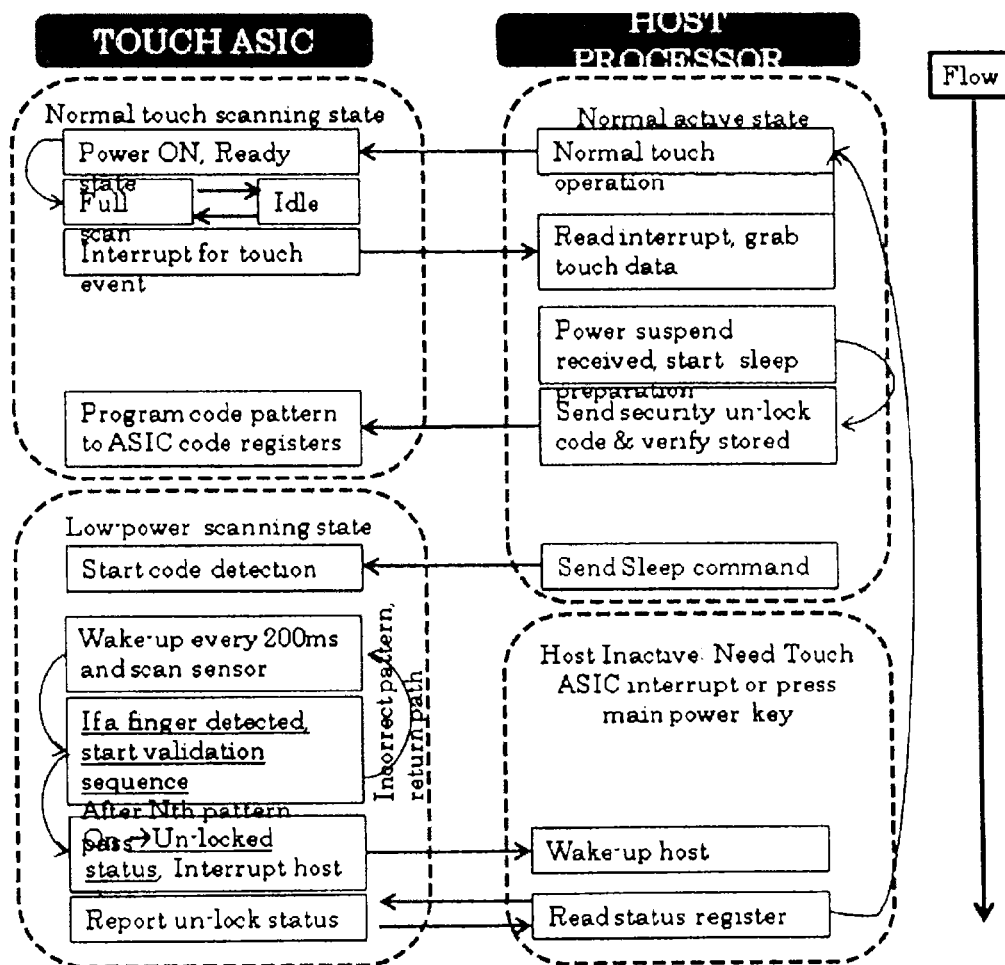 TOUCH ASIC
HOST
PROCESSOR
Flow
Normal touch scanning state
Power ON, Ready
state
Full
scan
Idle
Interrupt for touch
event
Program code pattern
to ASIC code registers
Normal active state
Normal touch
operation
Read interrupt, grab
touch data
Power suspend
received, start sleep
preparation
Send security un-lock
code & verify stored
Send Sleep command
Low-power scanning state
Start code detection
Wake-up every 200ms
and scan sensor
If a finger detected,
start validation
sequence
After Nth pattern
pass
On → Un-locked
status, Interrupt host
Report un-lock status
Incorrect pattern,
return path
Host Inactive. Need Touch
ASIC interrupt or press
main power key
Wake-up host
Read status register